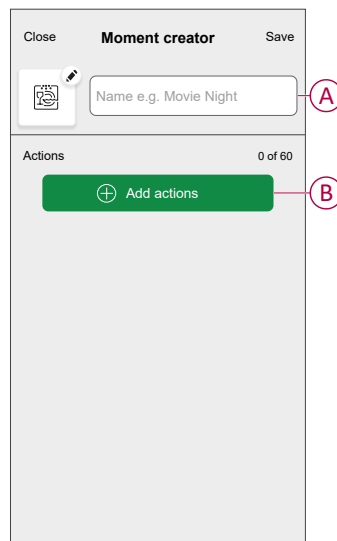 Close Moment creator Save
Name e.g. Movie Night A
Actions 0 of 60
Add actions B